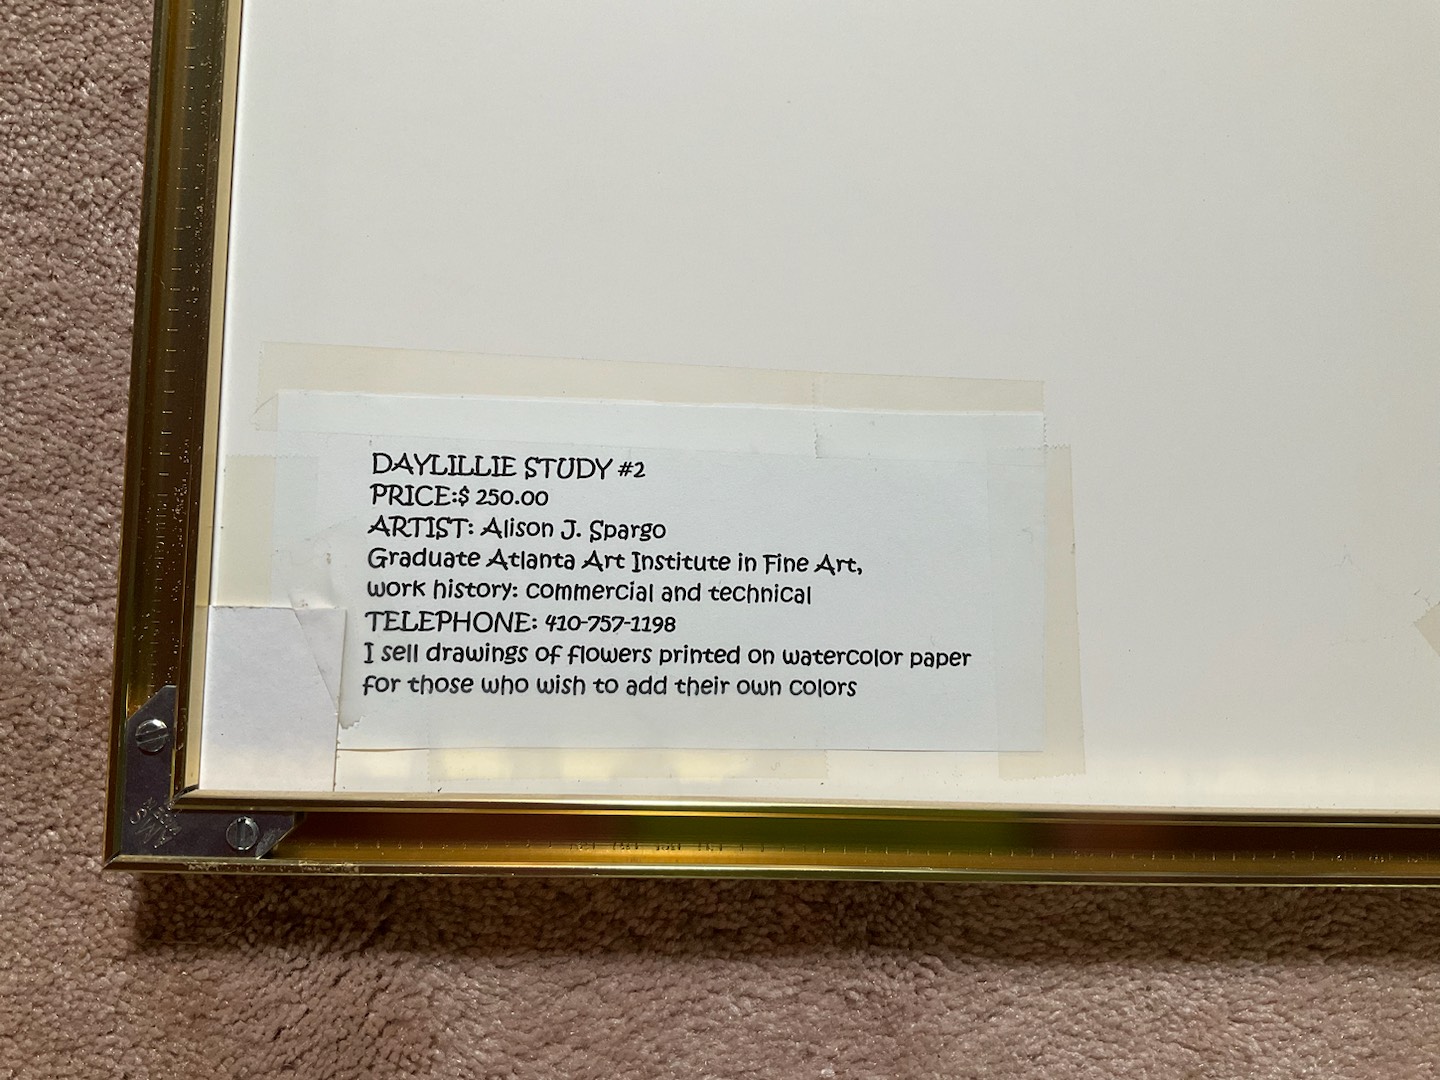 DAYLILLIE STUDY #2
PRICE:$ 250.00
ARTIST: Alison J. Spargo
Graduate Atlanta Art Institute in Fine Art,
work history: commercial and technical
TELEPHONE: 410-757-1198
I sell drawings of flowers printed on watercolor paper
for those who wish to add their own colors